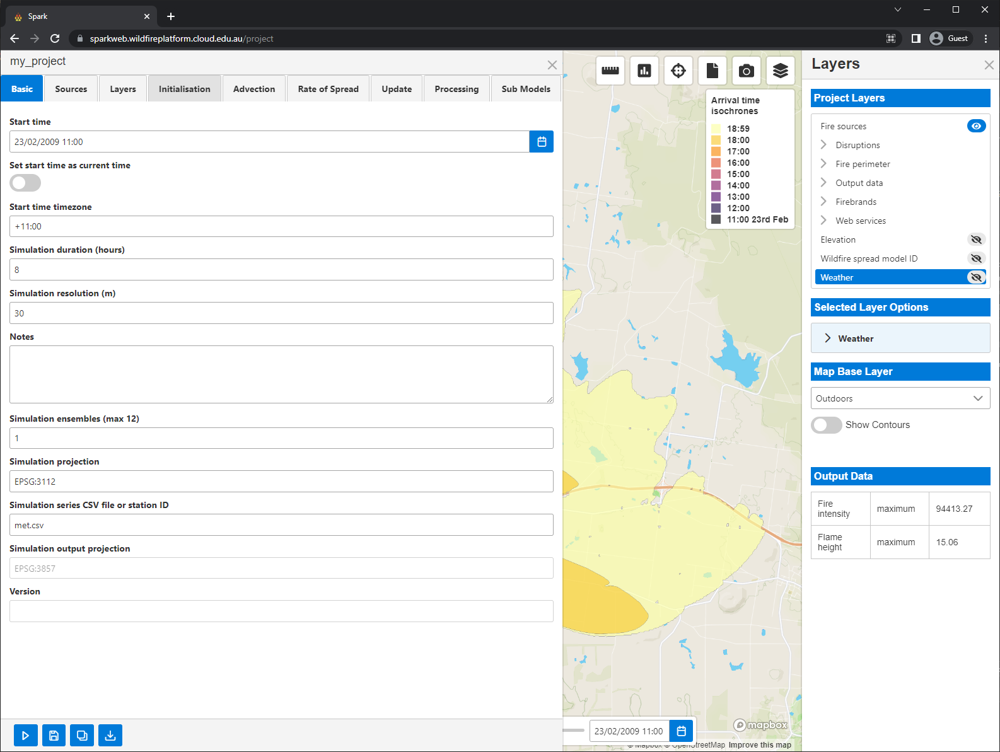 Spark
sparkweb.wildfireplatform.cloud.edu.au/project
Guest
my_project
Basic
Sources
Layers
Initialisation
Advection
Rate of Spread
Update
Processing
Sub Models
Start time
23/02/2009 11:00
Set start time as current time
Start time timezone
+11:00
Simulation duration (hours)
8
Simulation resolution (m)
30
Notes
Simulation ensembles (max 12)
1
Simulation projection
EPSG:3112
Simulation series CSV file or station ID
met.csv
Simulation output projection
EPSG:3857
Version
Arrival time
isochrones
18:59
18:00
17:00
16:00
15:00
14:00
13:00
12:00
11:00 23rd Feb
23/02/2009 11:00
mapbox
© Mapbox © OpenStreetMap Improve this map
Layers
Project Layers
Fire sources
Disruptions
Fire perimeter
Output data
Firebrands
Web services
Elevation
Wildfire spread model ID
Weather
Selected Layer Options
Weather
Map Base Layer
Outdoors
Show Contours
Output Data
Fire
intensity
maximum
94413.27
Flame
height
maximum
15.06